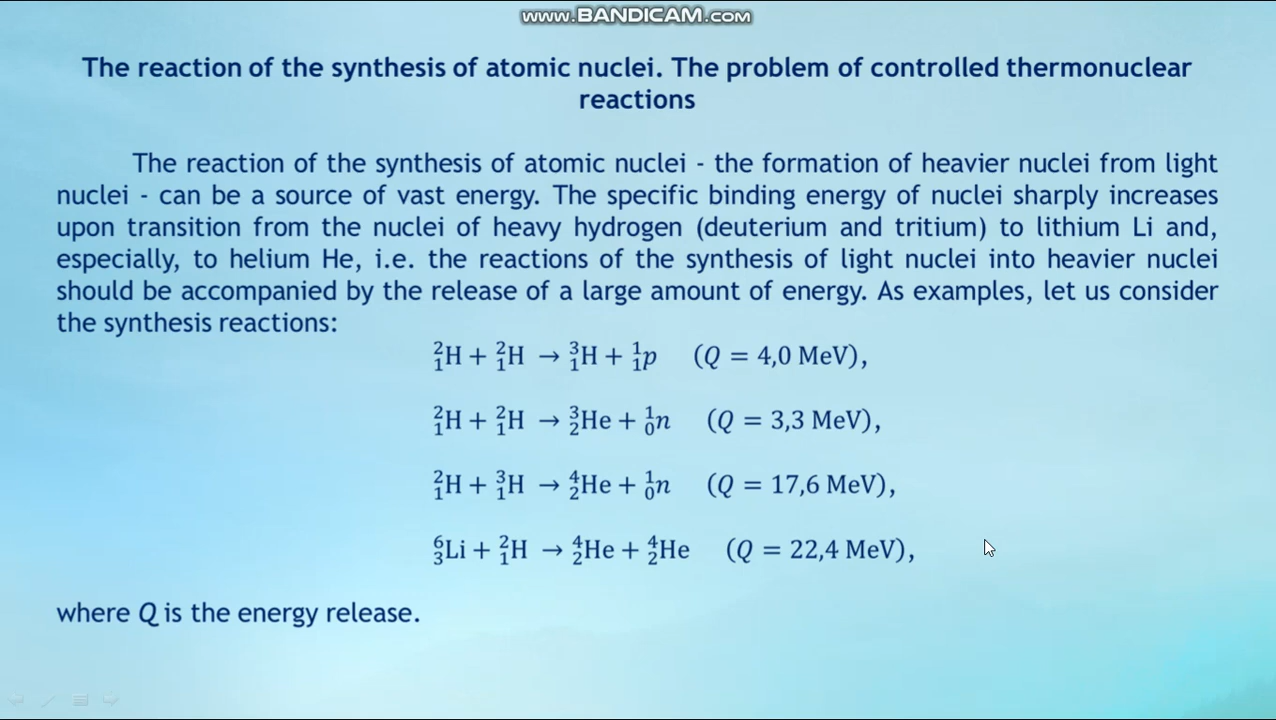 www.BANDICAM.com
The reaction of the synthesis of atomic nuclei. The problem of controlled thermonuclear
reactions
The reaction of the synthesis of atomic nuclei - the formation of heavier nuclei from light
nuclei - can be a source of vast energy. The specific binding energy of nuclei sharply increases
upon transition from the nuclei of heavy hydrogen (deuterium and tritium) to lithium Li and,
especially, to helium He, i.e. the reactions of the synthesis of light nuclei into heavier nuclei
should be accompanied by the release of a large amount of energy. As examples, let us consider
the synthesis reactions:
²₁H + ²₁H → ³₁H + ¹₁p (Q = 4,0 MeV),
²₁H + ²₁H → ³₂He + ¹₀n (Q = 3,3 MeV),
²₁H + ³₁H → ⁴₂He + ¹₀n (Q = 17,6 MeV),
⁶₃Li + ²₁H → ⁴₂He + ⁴₂He (Q = 22,4 MeV),
where Q is the energy release.